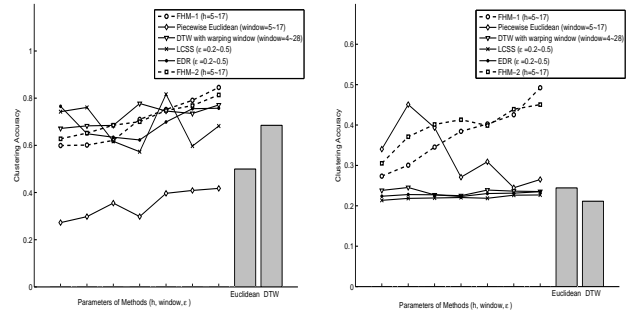 FHM-1 (h=5~17)
Piecewise Euclidean (window=5~17)
DTW with warping window (window=4~28)
LCSS (ε =0.2~0.5)
EDR (ε =0.2~0.5)
FHM-2 (h=5~17)
1
0.8
0.6
0.4
0.2
0
Clustering Accuracy
Euclidean DTW
Parameters of Methods (h, window, ε )
FHM-1 (h=5~17)
Piecewise Euclidean (window=5~17)
DTW with warping window (window=4~28)
LCSS (ε =0.2~0.5)
EDR (ε =0.2~0.5)
FHM-2 (h=5~17)
0.6
0.5
0.4
0.3
0.2
0.1
0
Clustering Accuracy
Euclidean DTW
Parameters of Methods (h, window, ε )